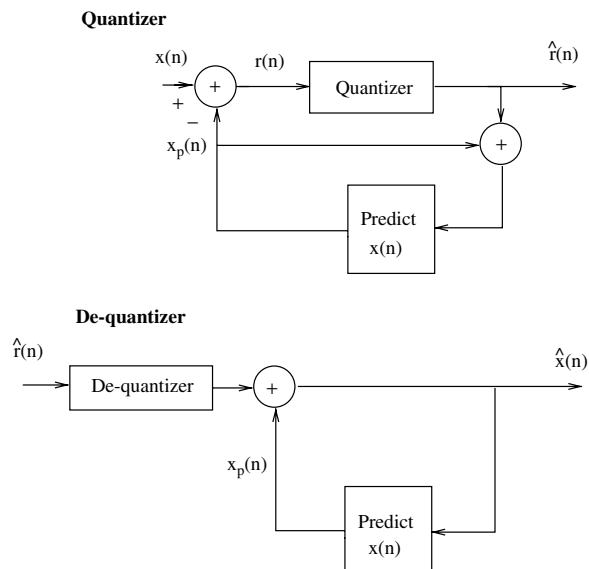 Quantizer
x(n)
r(n)
r̂(n)
+
Quantizer
+
−
x_p(n)
+
Predict
x(n)
De-quantizer
r̂(n)
x̂(n)
De-quantizer
+
x_p(n)
Predict
x(n)